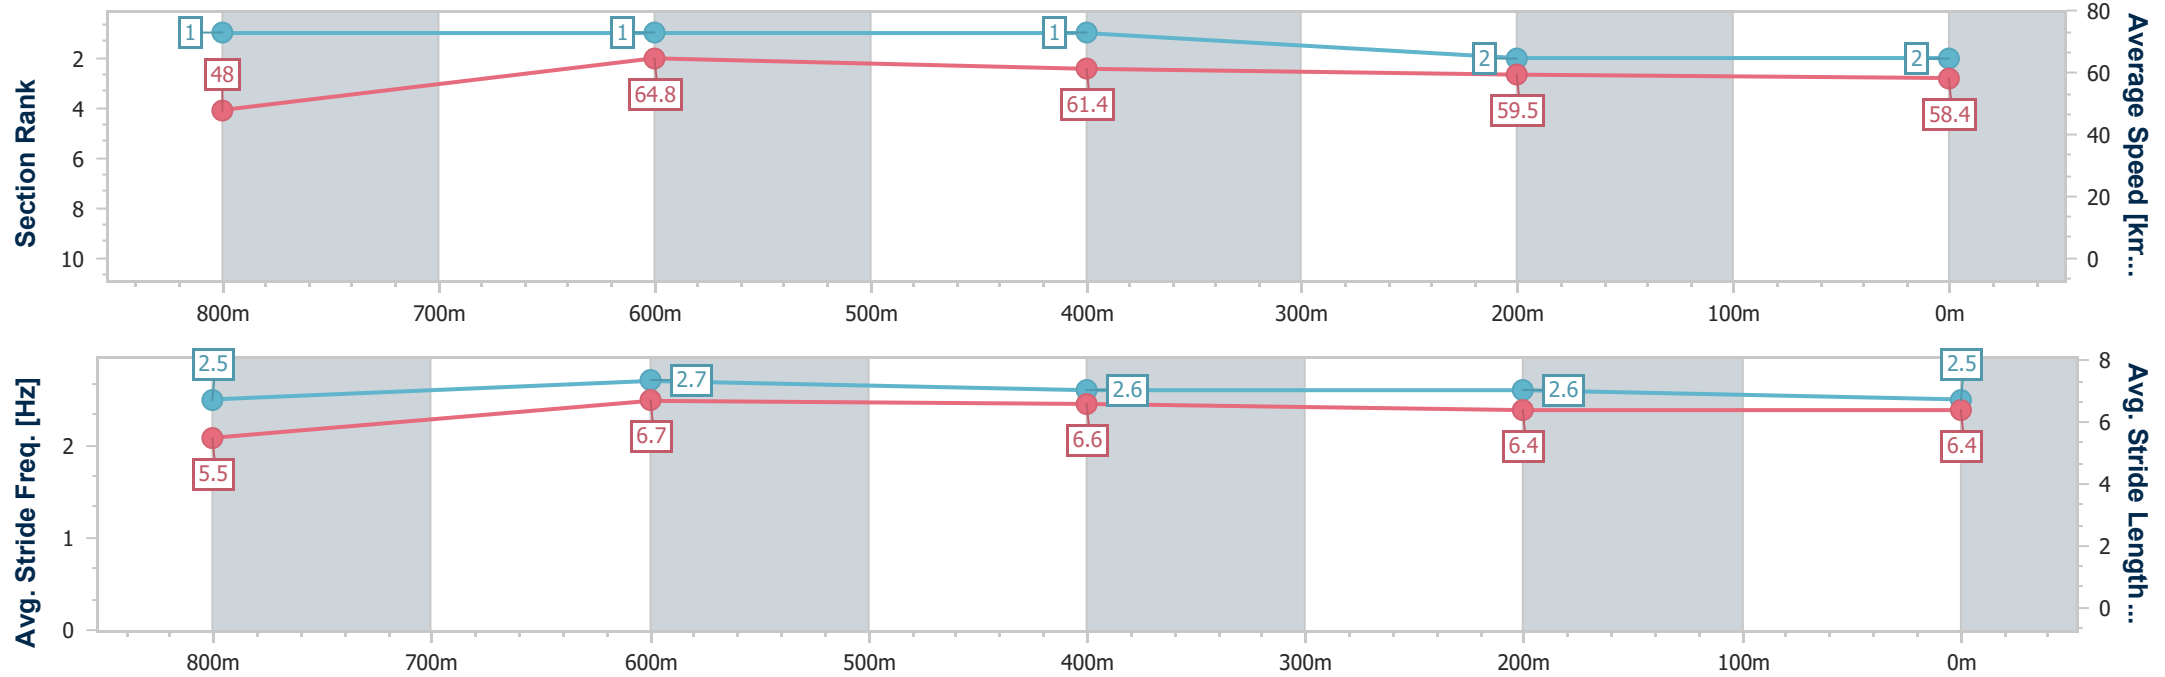 Section Rank
2
4
6
8
10
1
1
1
2
2
48
64.8
61.4
59.5
58.4
80
60
40
20
0
Average Speed [km...
800m
700m
600m
500m
400m
300m
200m
100m
0m
Avg. Stride Freq. [Hz]
2
1
0
2.5
2.7
2.6
2.6
2.5
5.5
6.7
6.6
6.4
6.4
8
6
4
2
0
Avg. Stride Length ...
800m
700m
600m
500m
400m
300m
200m
100m
0m